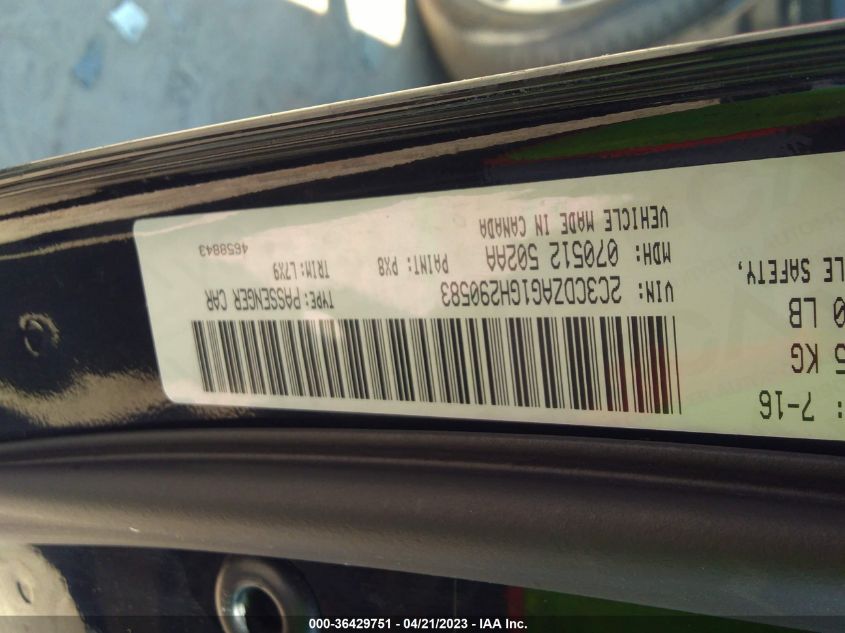 : 7-16
5 KG
0 LB
LE SAFETY,
VIN: 2C3CDZAG1GH290583 TYPE: PASSENGER CAR
MDH: 070512 502AA PAINT: PX8 TRIM: L7X9
VEHICLE MADE IN CANADA 4658843
000-36429751 / 04/21/2023 - IAA Inc.